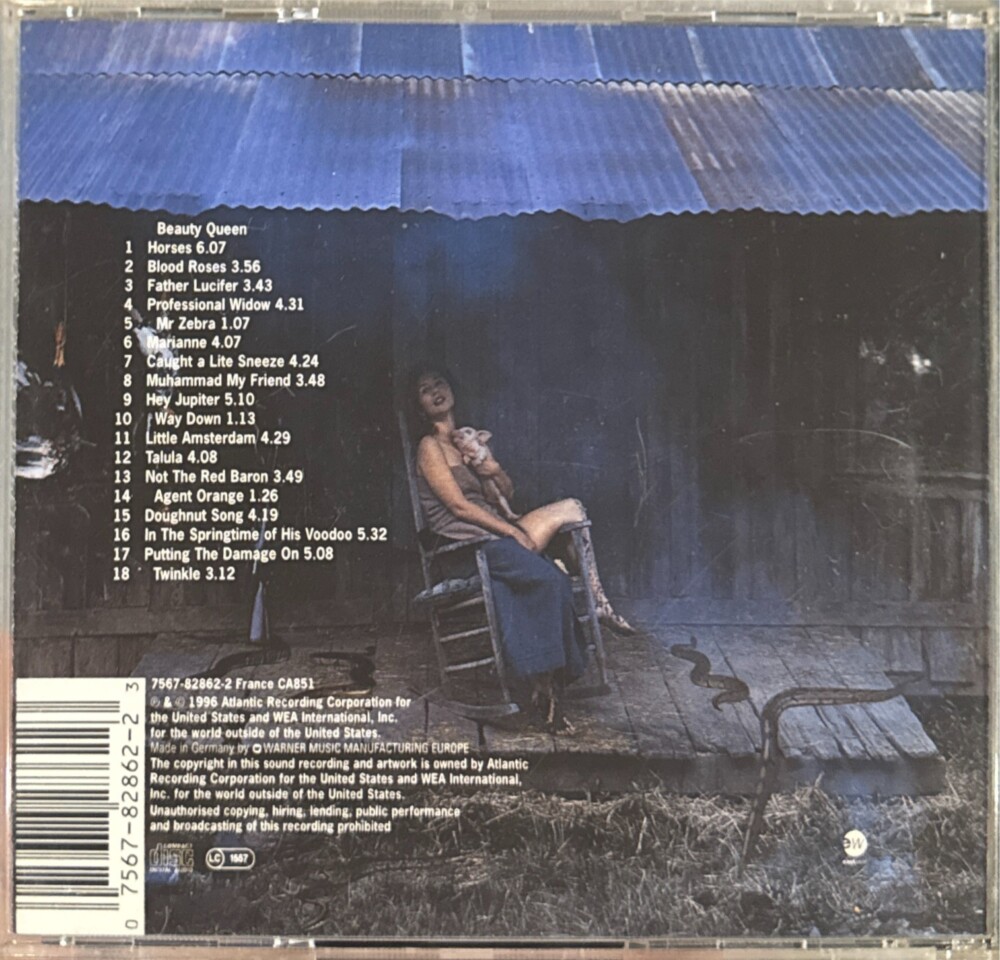 Beauty Queen
1 Horses 6.07
2 Blood Roses 3.56
3 Father Lucifer 3.43
4 Professional Widow 4.31
5 Mr Zebra 1.07
6 Marianne 4.07
7 Caught a Lite Sneeze 4.24
8 Muhammad My Friend 3.48
9 Hey Jupiter 5.10
10 Way Down 1.13
11 Little Amsterdam 4.29
12 Talula 4.08
13 Not The Red Baron 3.49
14 Agent Orange 1.26
15 Doughnut Song 4.19
16 In The Springtime of His Voodoo 5.32
17 Putting The Damage On 5.08
18 Twinkle 3.12
7567-82862-2 France CA851
℗ & © 1996 Atlantic Recording Corporation for
the United States and WEA International, Inc.
for the world outside of the United States.
Made in Germany by WARNER MUSIC MANUFACTURING EUROPE
The copyright in this sound recording and artwork is owned by Atlantic
Recording Corporation for the United States and WEA International,
Inc. for the world outside of the United States.
Unauthorised copying, hiring, lending, public performance
and broadcasting of this recording prohibited
COMPACT
disc
DIGITAL AUDIO
LC 1557
ew
0 7567-82862-2 3